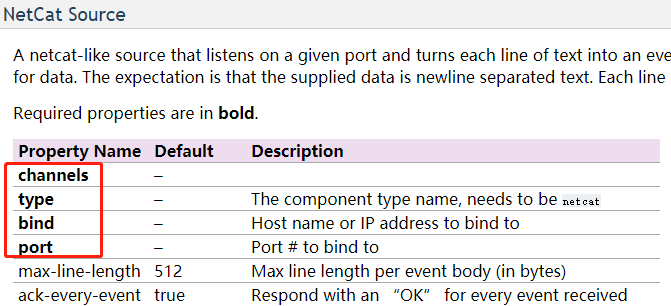 NetCat Source
A netcat-like source that listens on a given port and turns each line of text into an eve
for data. The expectation is that the supplied data is newline separated text. Each line
Required properties are in bold.
Property Name Default Description
channels –
type – The component type name, needs to be netcat
bind – Host name or IP address to bind to
port – Port # to bind to
max-line-length 512 Max line length per event body (in bytes)
ack-every-event true Respond with an “OK” for every event received